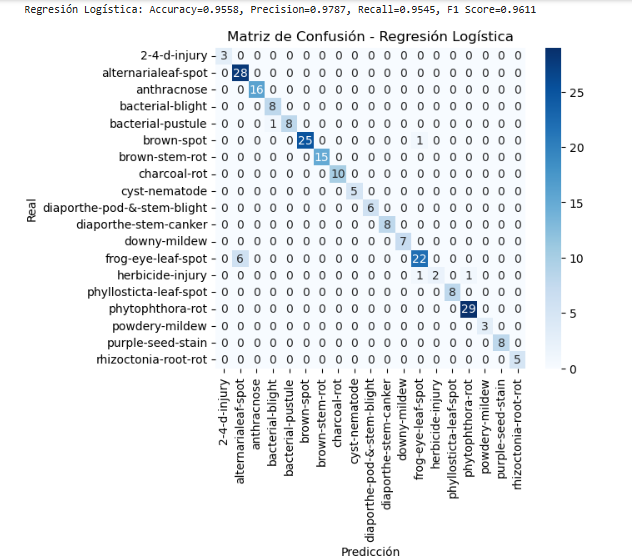 Regresión Logística: Accuracy=0.9558, Precision=0.9787, Recall=0.9545, F1 Score=0.9611
Matriz de Confusión - Regresión Logística
2-4-d-injury 3 0 0 0 0 0 0 0 0 0 0 0 0 0 0 0 0 0 0
alternarialeaf-spot 0 28 0 0 0 0 0 0 0 0 0 0 0 0 0 0 0 0 0
anthracnose 0 0 16 0 0 0 0 0 0 0 0 0 0 0 0 0 0 0 0
bacterial-blight 0 0 0 8 0 0 0 0 0 0 0 0 0 0 0 0 0 0 0
bacterial-pustule 0 0 0 1 8 0 0 0 0 0 0 0 0 0 0 0 0 0 0
brown-spot 0 0 0 0 0 25 0 0 0 0 0 0 1 0 0 0 0 0 0
brown-stem-rot 0 0 0 0 0 0 15 0 0 0 0 0 0 0 0 0 0 0 0
charcoal-rot 0 0 0 0 0 0 0 10 0 0 0 0 0 0 0 0 0 0 0
cyst-nematode 0 0 0 0 0 0 0 0 5 0 0 0 0 0 0 0 0 0 0
diaporthe-pod-&-stem-blight 0 0 0 0 0 0 0 0 0 6 0 0 0 0 0 0 0 0 0
diaporthe-stem-canker 0 0 0 0 0 0 0 0 0 0 8 0 0 0 0 0 0 0 0
downy-mildew 0 0 0 0 0 0 0 0 0 0 0 7 0 0 0 0 0 0 0
frog-eye-leaf-spot 0 6 0 0 0 0 0 0 0 0 0 0 22 0 0 0 0 0 0
herbicide-injury 0 0 0 0 0 0 0 0 0 0 0 0 1 2 0 1 0 0 0
phyllosticta-leaf-spot 0 0 0 0 0 0 0 0 0 0 0 0 0 0 8 0 0 0 0
phytophthora-rot 0 0 0 0 0 0 0 0 0 0 0 0 0 0 0 29 0 0 0
powdery-mildew 0 0 0 0 0 0 0 0 0 0 0 0 0 0 0 0 3 0 0
purple-seed-stain 0 0 0 0 0 0 0 0 0 0 0 0 0 0 0 0 0 8 0
rhizoctonia-root-rot 0 0 0 0 0 0 0 0 0 0 0 0 0 0 0 0 0 0 5
Real
2-4-d-injury
alternarialeaf-spot
anthracnose
bacterial-blight
bacterial-pustule
brown-spot
brown-stem-rot
charcoal-rot
cyst-nematode
diaporthe-pod-&-stem-blight
diaporthe-stem-canker
downy-mildew
frog-eye-leaf-spot
herbicide-injury
phyllosticta-leaf-spot
phytophthora-rot
powdery-mildew
purple-seed-stain
rhizoctonia-root-rot
Predicción
25
20
15
10
5
0